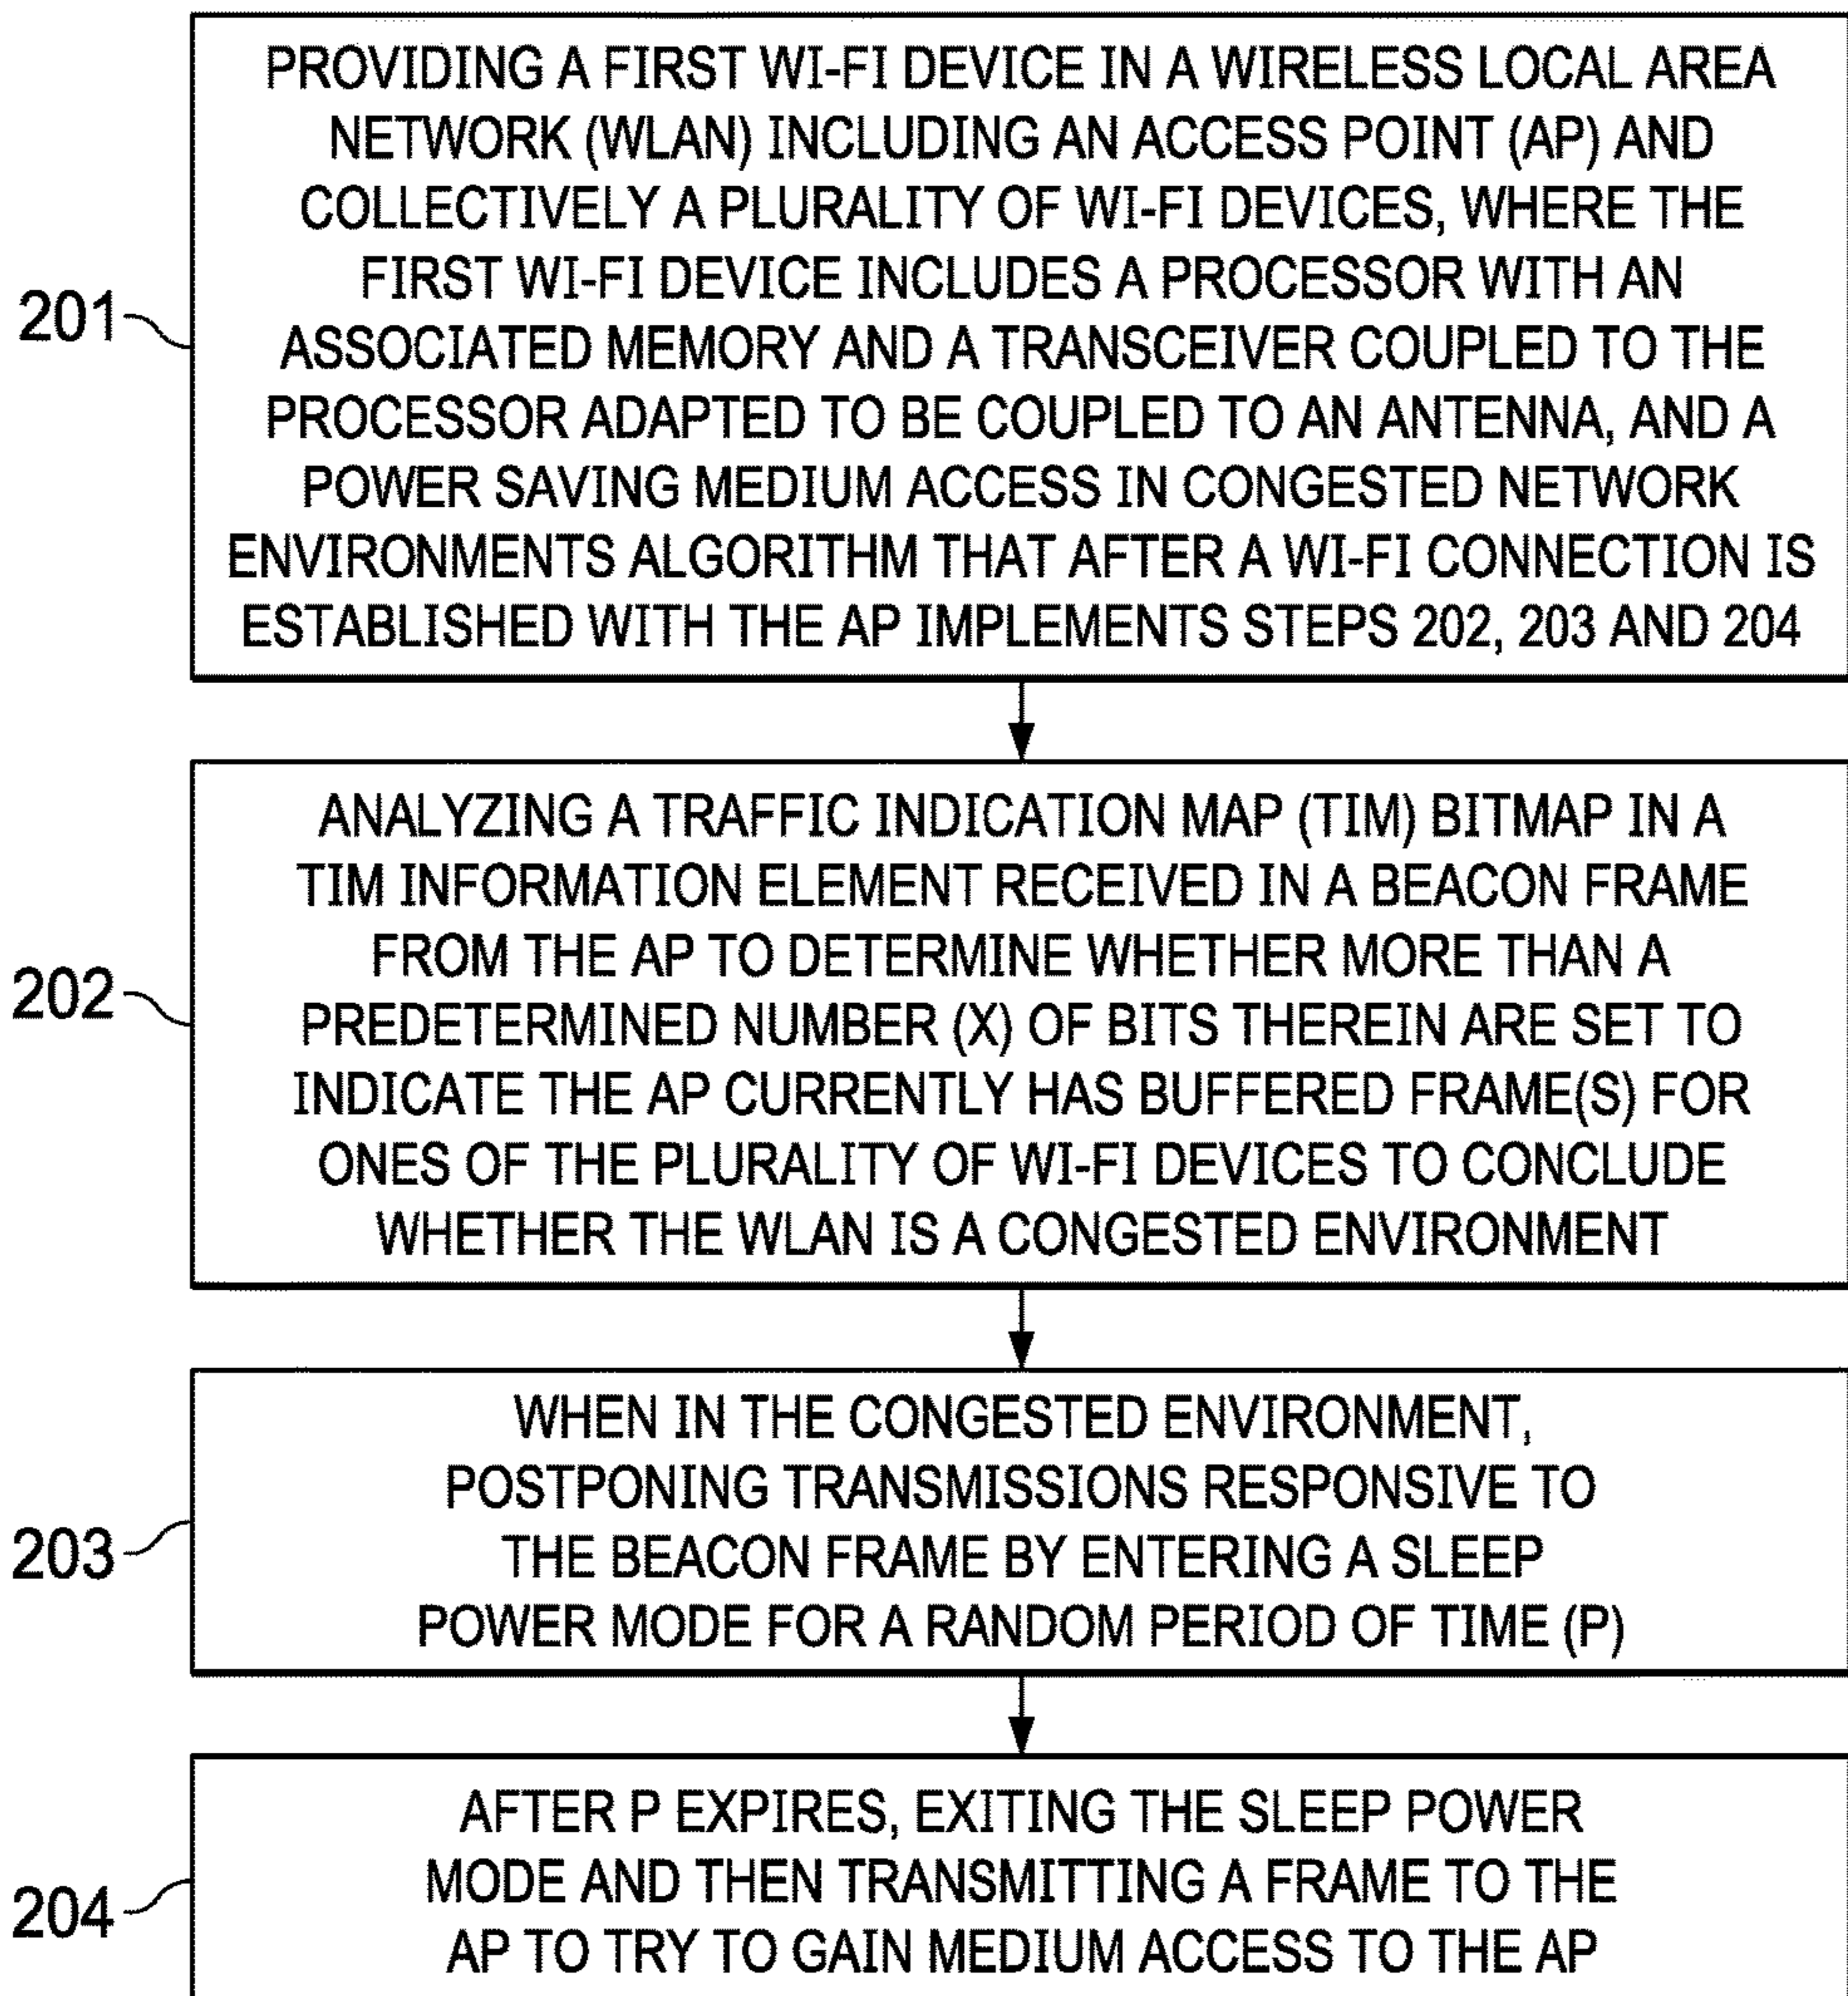 PROVIDING A FIRST WI-FI DEVICE IN A WIRELESS LOCAL AREA
NETWORK (WLAN) INCLUDING AN ACCESS POINT (AP) AND
COLLECTIVELY A PLURALITY OF WI-FI DEVICES, WHERE THE
FIRST WI-FI DEVICE INCLUDES A PROCESSOR WITH AN
ASSOCIATED MEMORY AND A TRANSCEIVER COUPLED TO THE
PROCESSOR ADAPTED TO BE COUPLED TO AN ANTENNA, AND A
POWER SAVING MEDIUM ACCESS IN CONGESTED NETWORK
ENVIRONMENTS ALGORITHM THAT AFTER A WI-FI CONNECTION IS
ESTABLISHED WITH THE AP IMPLEMENTS STEPS 202, 203 AND 204
201
ANALYZING A TRAFFIC INDICATION MAP (TIM) BITMAP IN A
TIM INFORMATION ELEMENT RECEIVED IN A BEACON FRAME
FROM THE AP TO DETERMINE WHETHER MORE THAN A
PREDETERMINED NUMBER (X) OF BITS THEREIN ARE SET TO
INDICATE THE AP CURRENTLY HAS BUFFERED FRAME(S) FOR
ONES OF THE PLURALITY OF WI-FI DEVICES TO CONCLUDE
WHETHER THE WLAN IS A CONGESTED ENVIRONMENT
202
WHEN IN THE CONGESTED ENVIRONMENT,
POSTPONING TRANSMISSIONS RESPONSIVE TO
THE BEACON FRAME BY ENTERING A SLEEP
POWER MODE FOR A RANDOM PERIOD OF TIME (P)
203
AFTER P EXPIRES, EXITING THE SLEEP POWER
MODE AND THEN TRANSMITTING A FRAME TO THE
AP TO TRY TO GAIN MEDIUM ACCESS TO THE AP
204